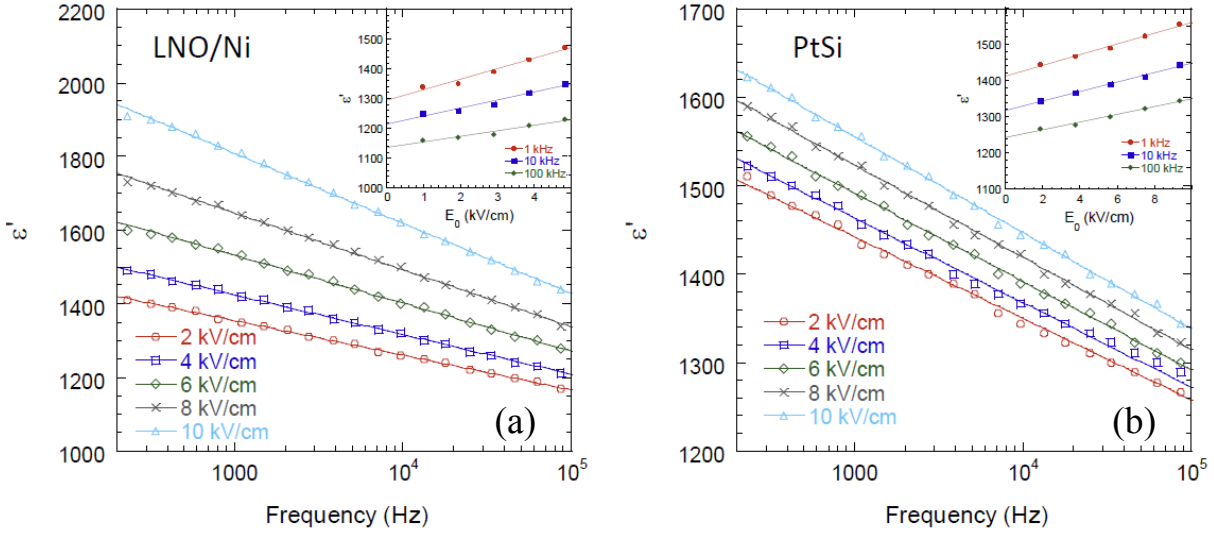 LNO/Ni
(a)
ε'
2200
2000
1800
1600
1400
1200
1000
1000
10^4
10^5
Frequency (Hz)
2 kV/cm
4 kV/cm
6 kV/cm
8 kV/cm
10 kV/cm
ε'
1500
1400
1300
1200
1100
1000
0 1 2 3 4
E_0 (kV/cm)
1 kHz
10 kHz
100 kHz
PtSi
(b)
ε'
1700
1600
1500
1400
1300
1200
1000
10^4
10^5
Frequency (Hz)
2 kV/cm
4 kV/cm
6 kV/cm
8 kV/cm
10 kV/cm
ε'
1500
1400
1300
1200
1100
0 2 4 6 8
E_0 (kV/cm)
1 kHz
10 kHz
100 kHz